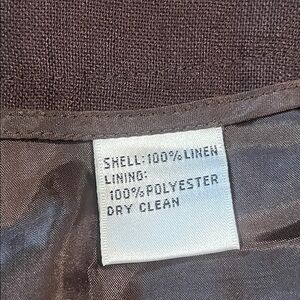 SHELL:100%LINEN
LINING:
100%POLYESTER
DRY CLEAN